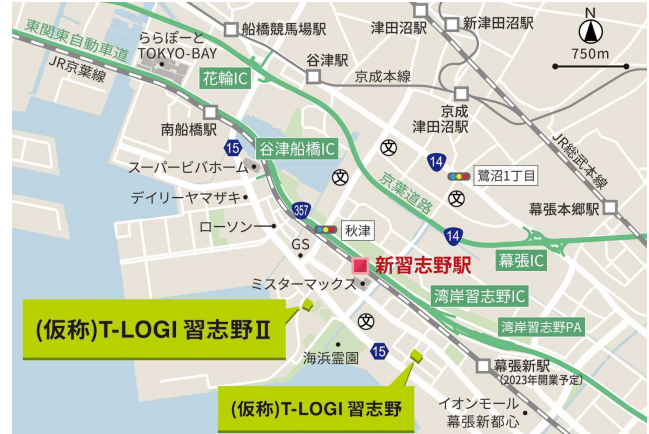 船橋競馬場駅
津田沼駅
新津田沼駅
N
750m
東関東自動車道
ららぽーと
TOKYO-BAY
JR京葉線
谷津駅
花輪IC
京成本線
京成
津田沼駅
JR総武本線
南船橋駅
15
谷津船橋IC
文
14
鷺沼1丁目
スーパービバホーム
文
文
京葉道路
デイリーヤマザキ
幕張本郷駅
357
ローソン
秋津
14
GS
幕張IC
新習志野駅
ミスターマックス
湾岸習志野IC
(仮称)T-LOGI 習志野Ⅱ
文
湾岸習志野PA
海浜霊園
15
幕張新駅
(2023年開業予定)
(仮称)T-LOGI 習志野
イオンモール
幕張新都心